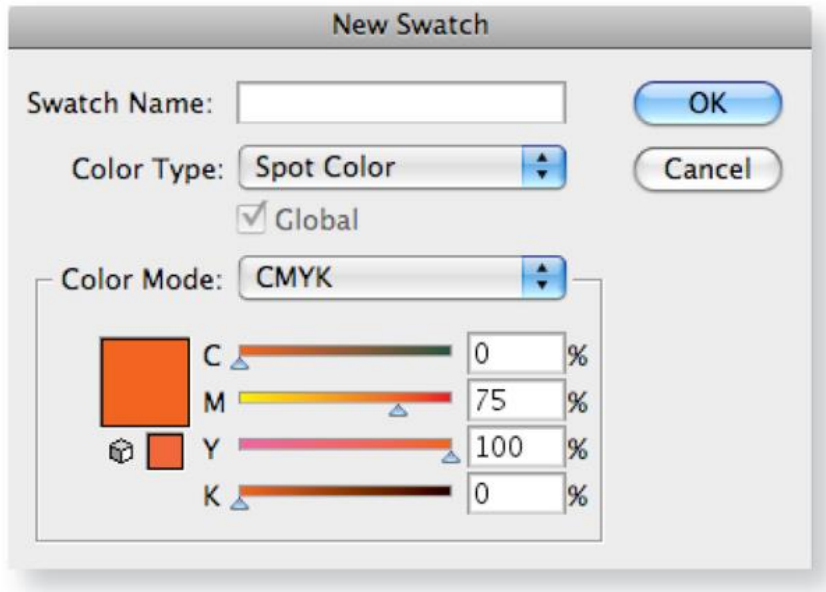 New Swatch
Swatch Name:
OK
Color Type: Spot Color
Cancel
Global
Color Mode: CMYK
C 0 %
M 75 %
Y 100 %
K 0 %